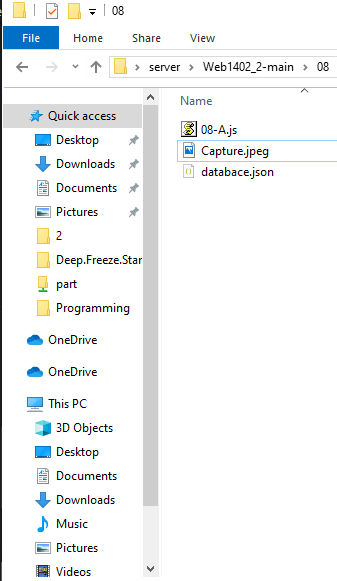 08
File
Home
Share
View
server
Web1402_2-main
08
Name
Quick access
Desktop
Downloads
Documents
Pictures
2
Deep.Freeze.Star
part
Programming
OneDrive
OneDrive
This PC
3D Objects
Desktop
Documents
Downloads
Music
Pictures
Videos
08-A.js
Capture.jpeg
databace.json